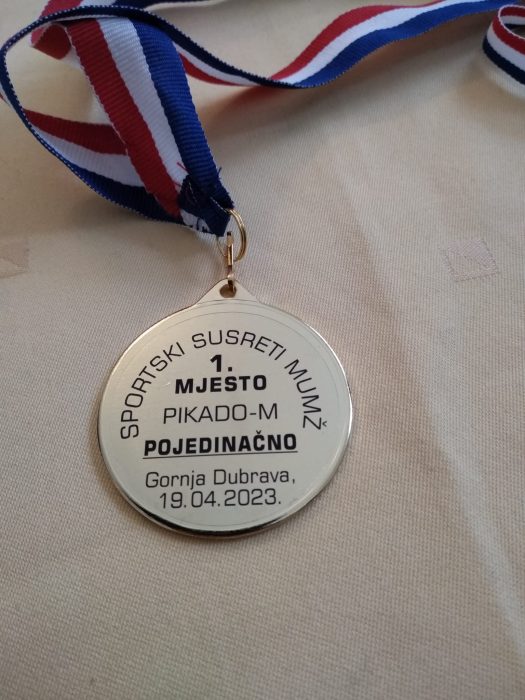 SPORTSKI SUSRETI MUMŽ
1.
MJESTO
PIKADO-M
POJEDINAČNO
Gornja Dubrava,
19.04.2023.